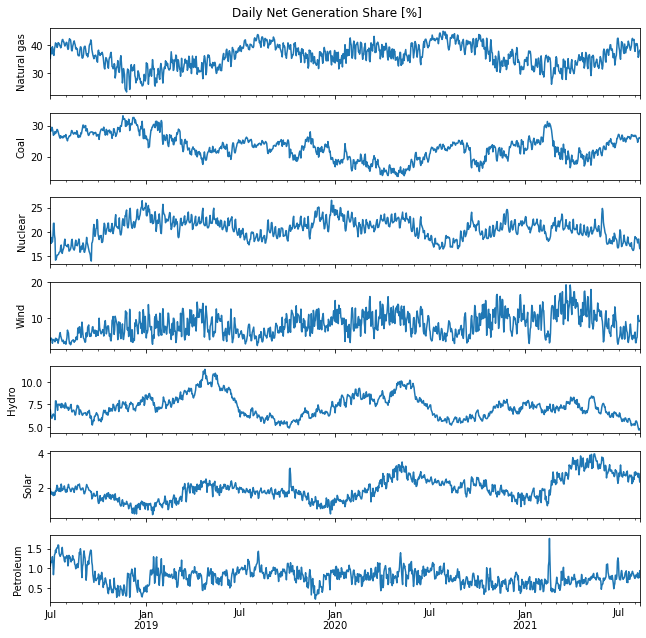 Daily Net Generation Share [%]
Natural gas
40
30
Coal
30
20
Nuclear
25
20
15
Wind
20
10
Hydro
10.0
7.5
5.0
Solar
4
2
Petroleum
1.5
1.0
0.5
Jul Jan Jul Jan Jul Jan Jul
2019 2020 2021